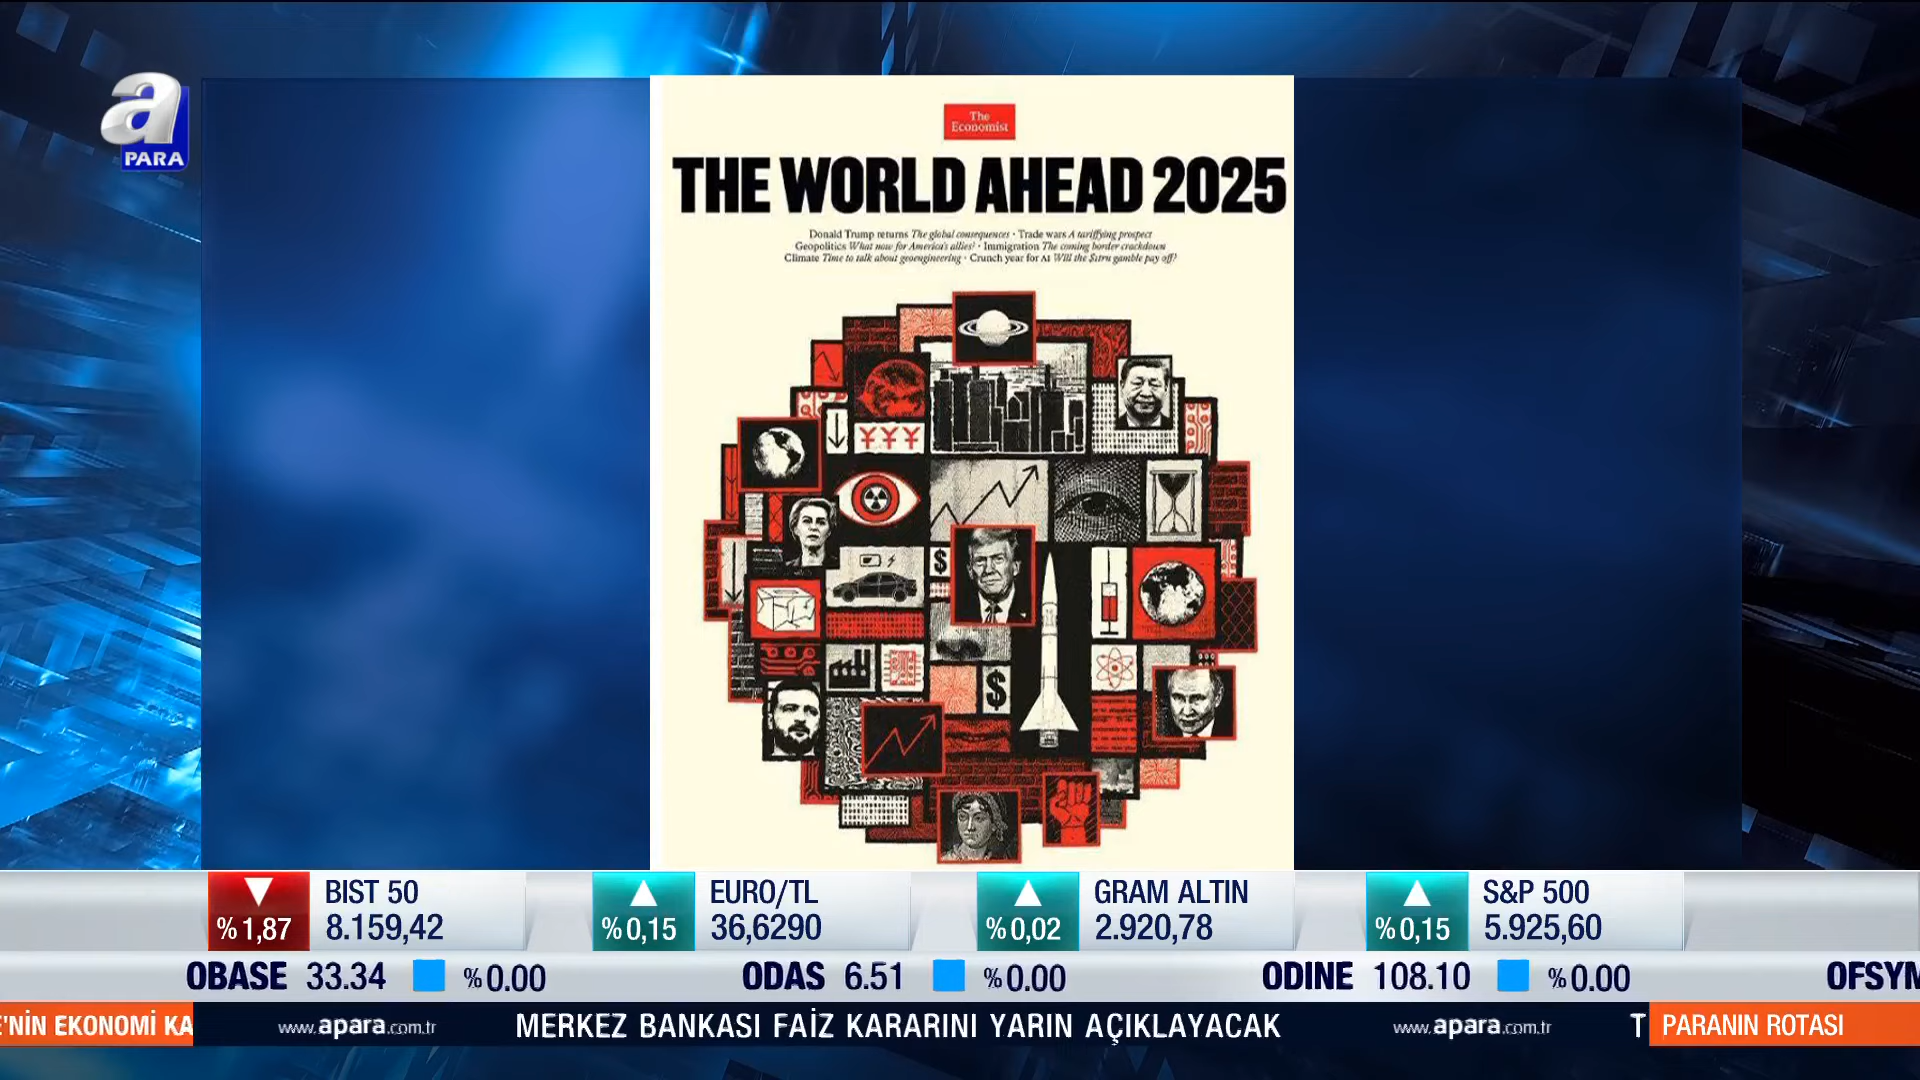 a
PARA
The
Economist
THE WORLD AHEAD 2025
Donald Trump returns The global consequences · Trade wars A tariffying prospect
Geopolitics What now for America's allies? · Immigration The coming border crackdown
Climate Time to talk about geoengineering · Crunch year for AI Will the $1trn gamble pay off?
¥¥¥
$
$
%1,87 BIST 50 8.159,42
%0,15 EURO/TL 36,6290
%0,02 GRAM ALTIN 2.920,78
%0,15 S&P 500 5.925,60
OBASE 33.34 %0.00 ODAS 6.51 %0.00 ODINE 108.10 %0.00 OFSYM
E'NİN EKONOMİ KA www.apara.com.tr MERKEZ BANKASI FAİZ KARARINI YARIN AÇIKLAYACAK www.apara.com.tr T PARANIN ROTASI